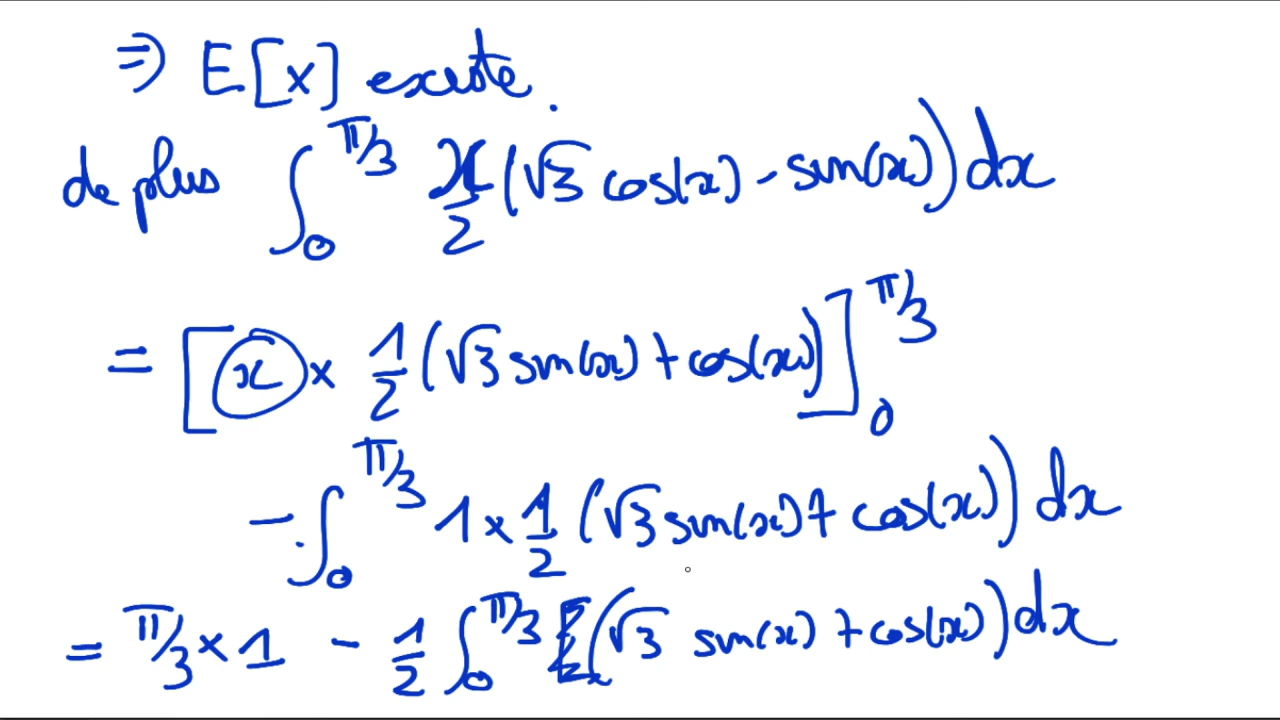 ⇒ E[X] existe.
de plus ∫₀^{π/3} x/2 (√3 cos(x) - sin(x)) dx
= [x × 1/2 (√3 sin(x) + cos(x))]₀^{π/3}
- ∫₀^{π/3} 1 × 1/2 (√3 sin(x) + cos(x)) dx
= π/3 × 1 - 1/2 ∫₀^{π/3} (√3 sin(x) + cos(x)) dx